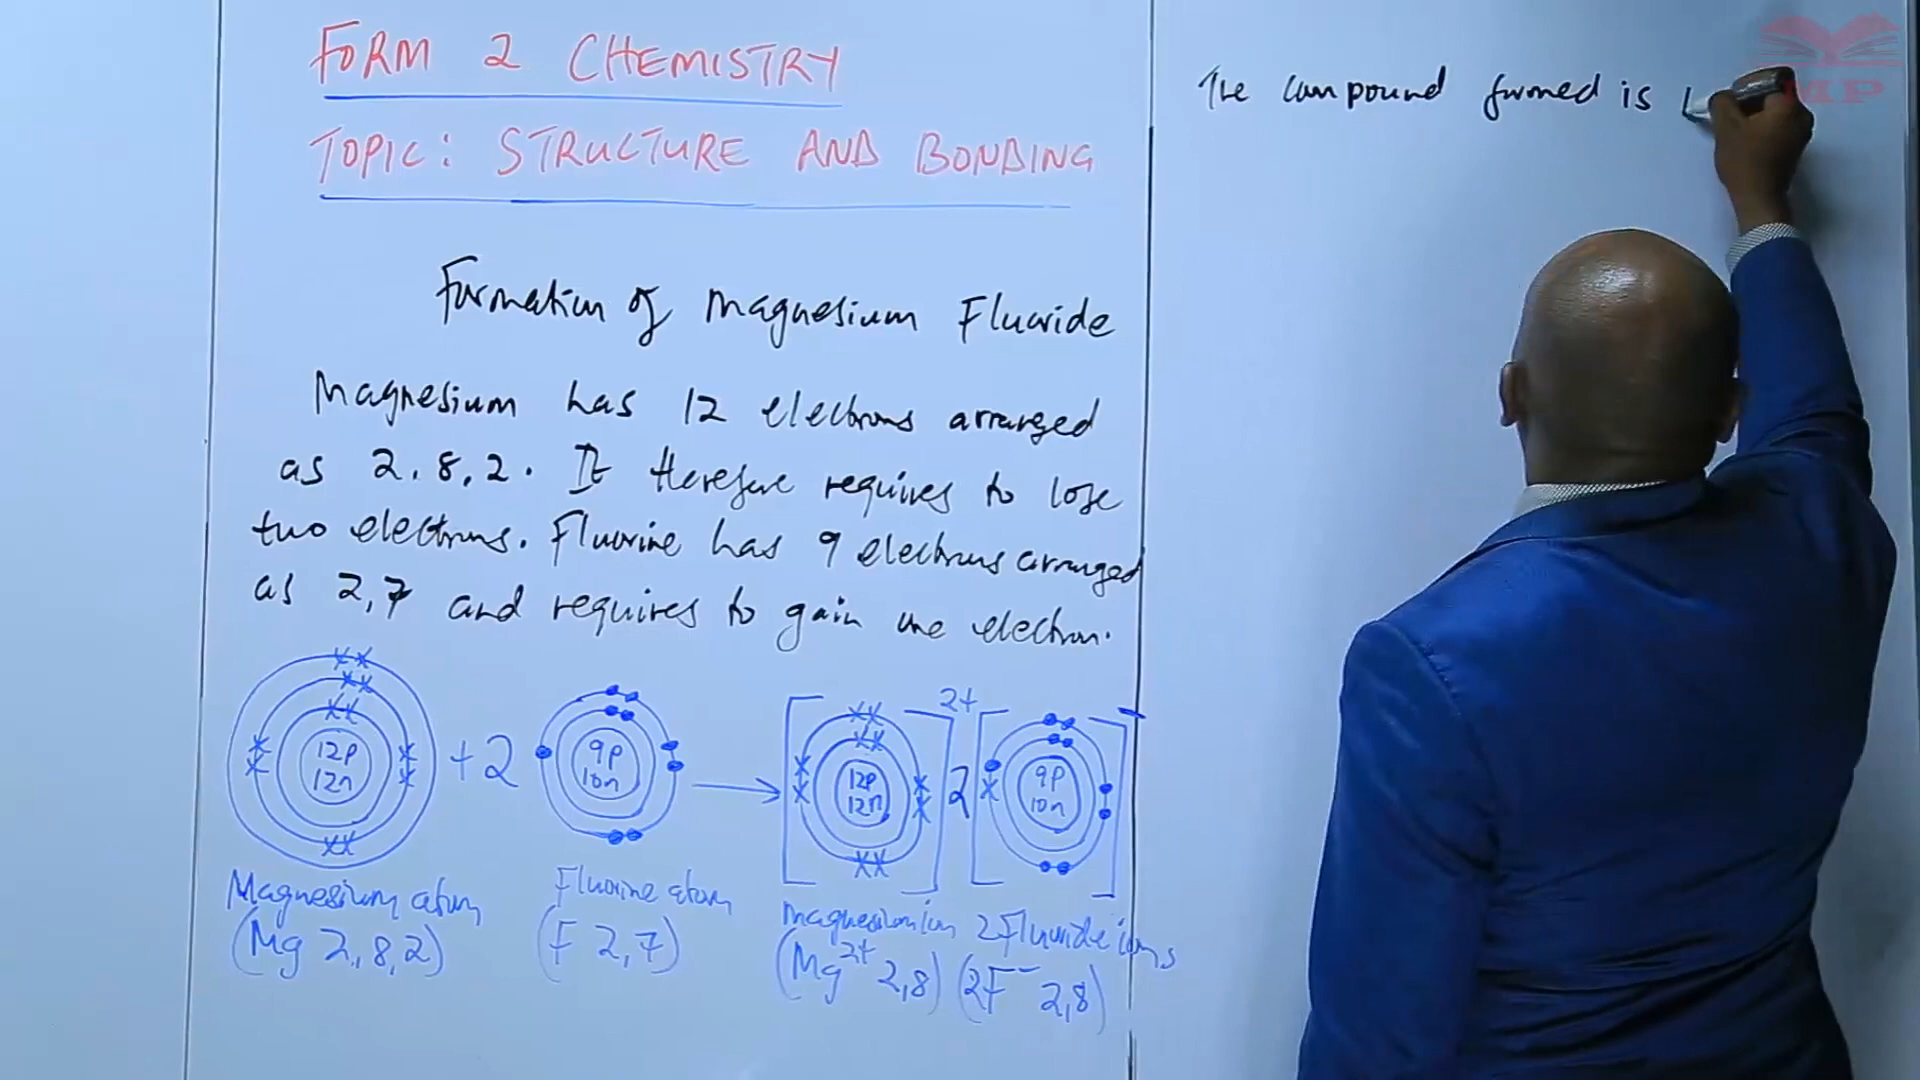 FORM 2 CHEMISTRY
TOPIC: STRUCTURE AND BONDING
Formation of Magnesium Fluoride
Magnesium has 12 electrons arranged
as 2.8,2. It therefore requires to lose
two electrons. Fluorine has 9 electrons arranged
as 2,7 and requires to gain one electron.
12p
12n
+ 2
9p
10n
12p
12n
2+
2
9p
10n
-
Magnesium atom
(Mg 2,8,2)
Fluorine atom
(F 2,7)
Magnesium ion
(Mg2+ 2,8)
2Fluoride ions
(2F- 2,8)
The compound formed is
MP